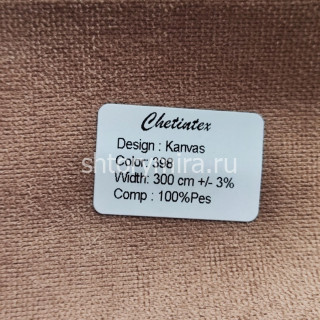 Chetintex
Design : Kanvas
Color: 398
Width: 300 cm +/- 3%
Comp : 100%Pes